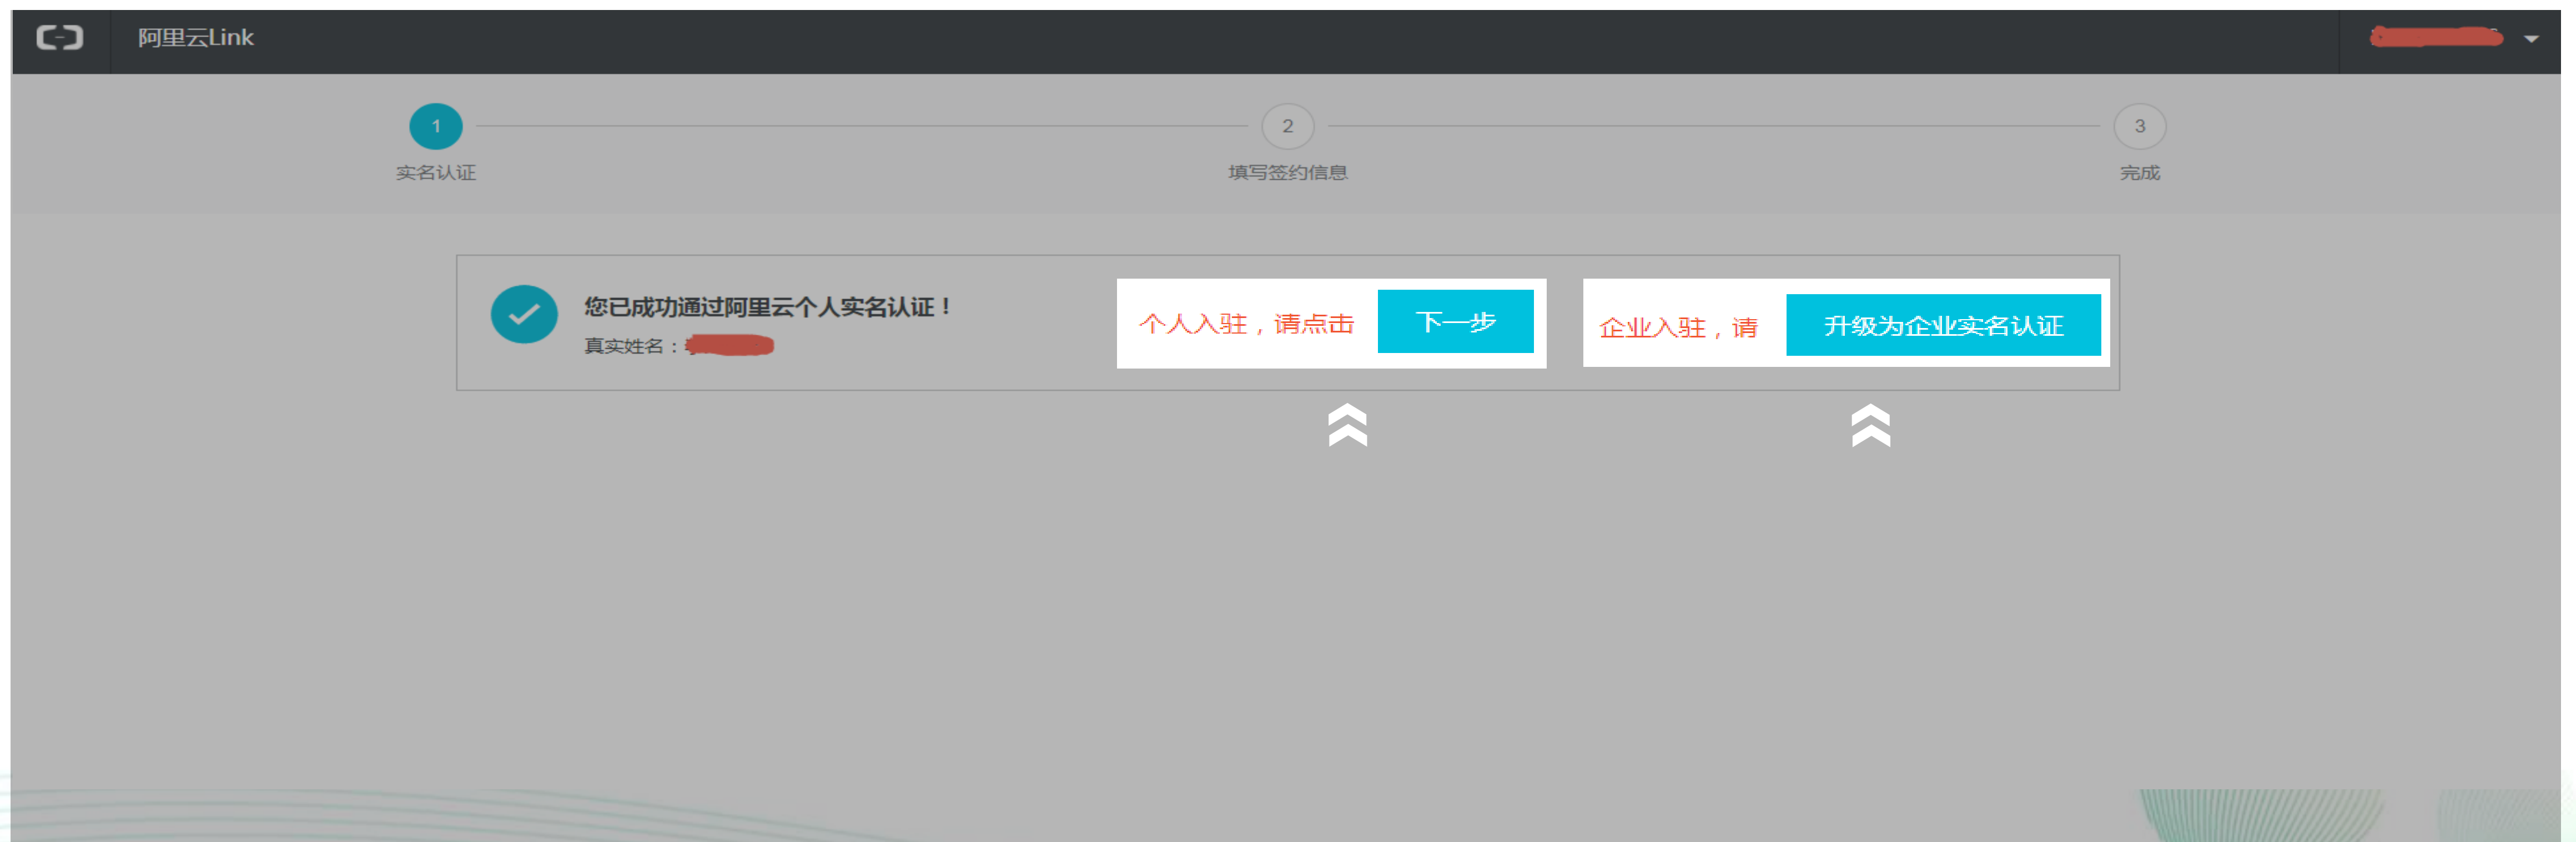 阿里云Link
1
2
3
实名认证
填写签约信息
完成
您已成功通过阿里云个人实名认证！
真实姓名：
个人入驻，请点击 下一步
企业入驻，请 升级为企业实名认证